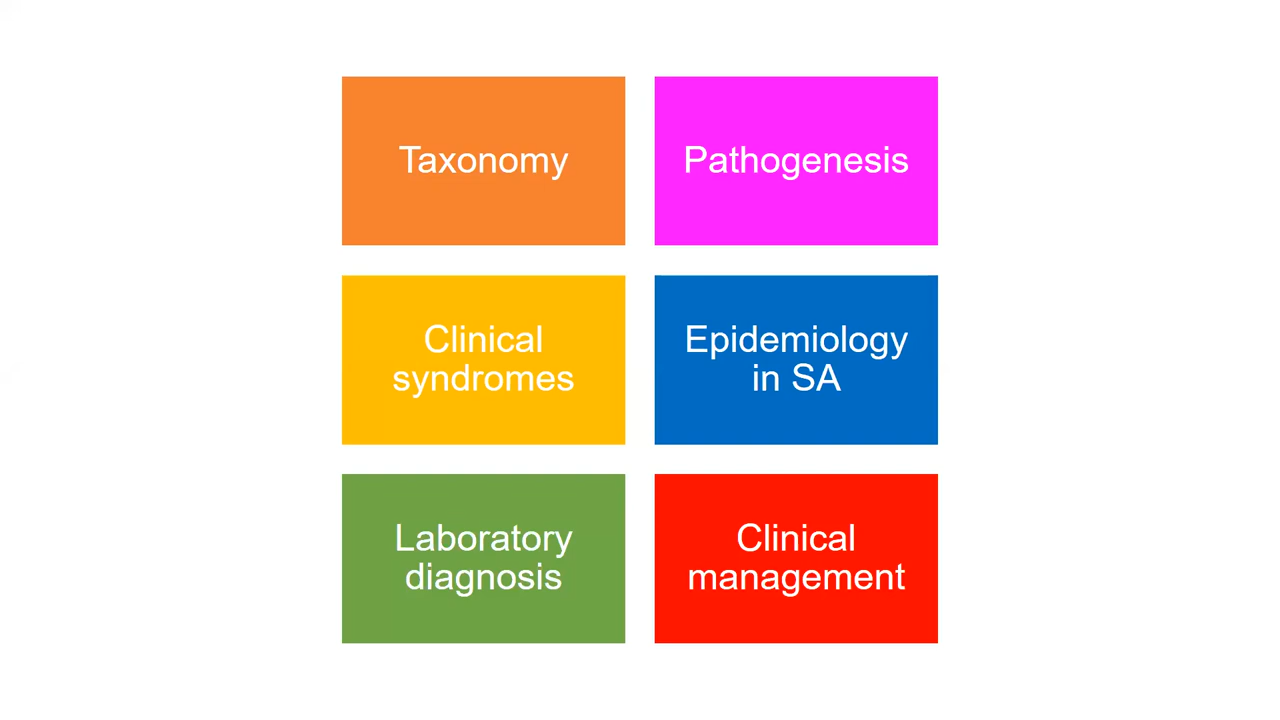 Taxonomy
Pathogenesis
Clinical
syndromes
Epidemiology
in SA
Laboratory
diagnosis
Clinical
management